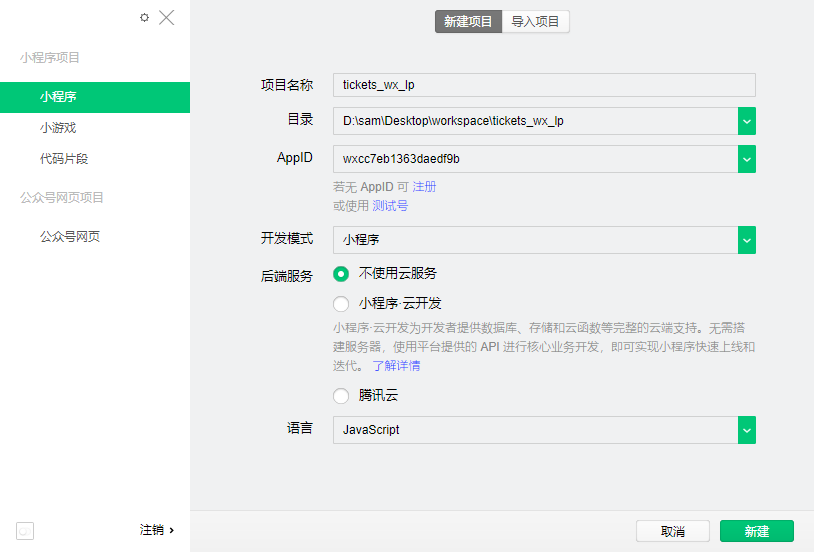 小程序项目
小程序
小游戏
代码片段
公众号网页项目
公众号网页
注销
新建项目 导入项目
项目名称 tickets_wx_lp
目录 D:\sam\Desktop\workspace\tickets_wx_lp
AppID wxcc7eb1363daedf9b
若无 AppID 可 注册
或使用 测试号
开发模式 小程序
后端服务 不使用云服务
小程序·云开发
小程序·云开发为开发者提供数据库、存储和云函数等完整的云端支持。无需搭
建服务器，使用平台提供的 API 进行核心业务开发，即可实现小程序快速上线和
迭代。 了解详情
腾讯云
语言 JavaScript
取消 新建